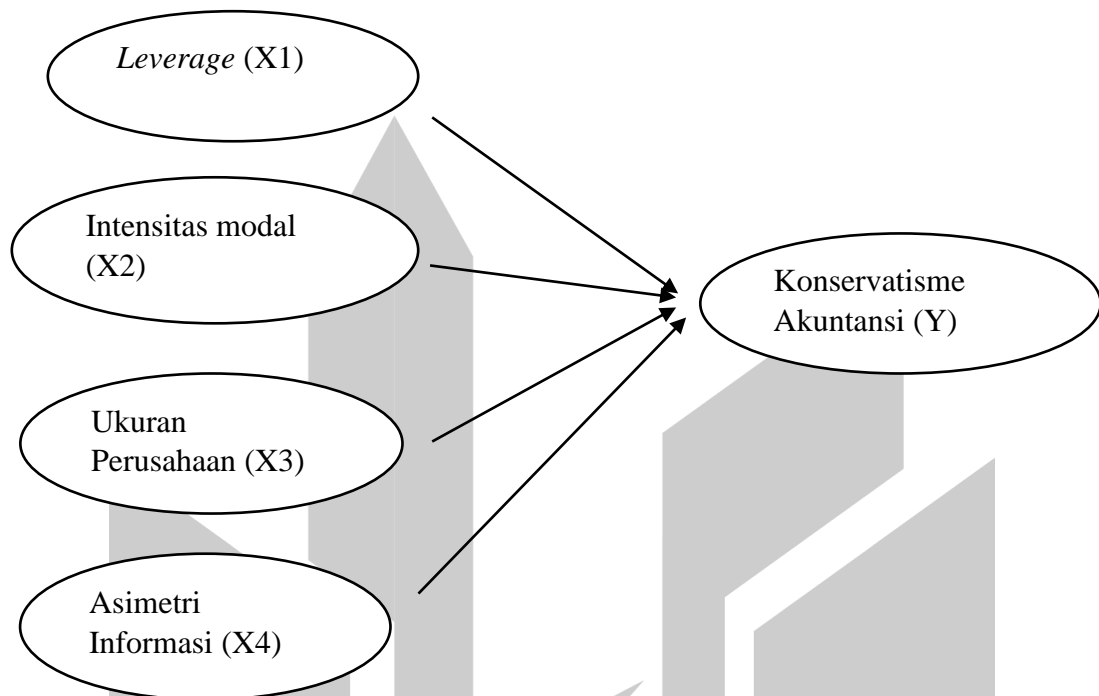 Leverage (X1)
Intensitas modal
(X2)
Konservatisme
Akuntansi (Y)
Ukuran
Perusahaan (X3)
Asimetri
Informasi (X4)